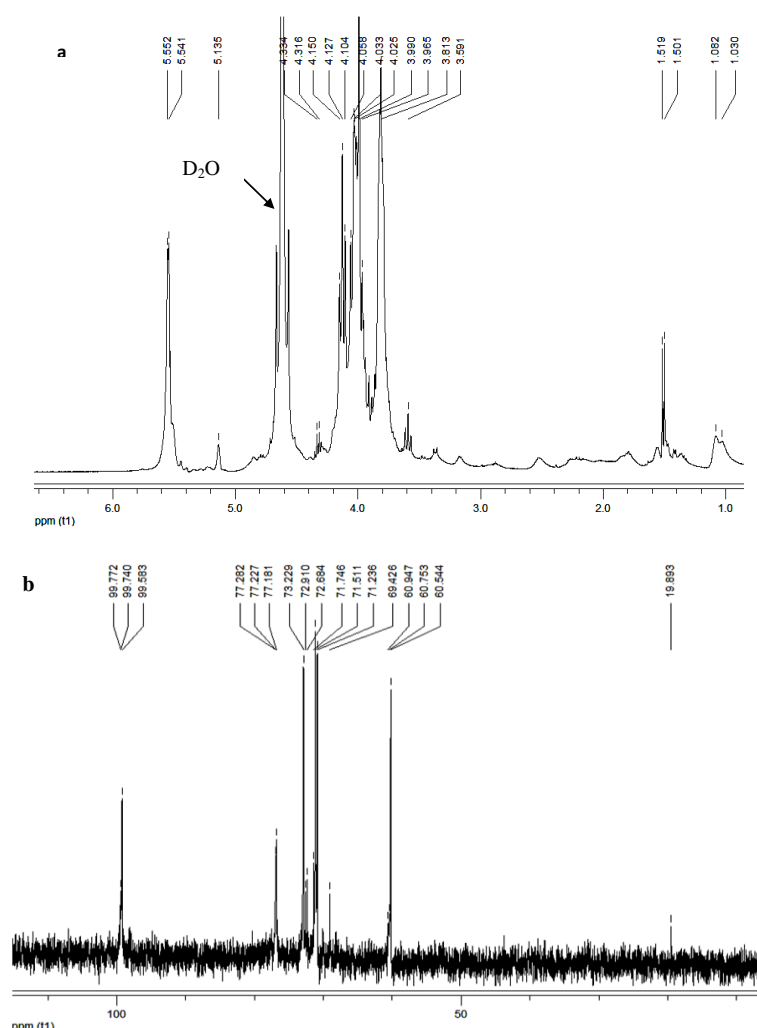 a
5.552 5.541 5.135 4.334 4.316 4.150 4.127 4.104 4.058 4.033 4.025 3.990 3.965 3.813 3.591 1.519 1.501 1.082 1.030
D₂O
6.0 5.0 4.0 3.0 2.0 1.0
ppm (t1)
b
99.772 99.740 99.583 77.282 77.227 77.181 73.229 72.910 72.684 71.746 71.511 71.236 69.426 60.947 60.753 60.544 19.893
100 50
ppm (t1)